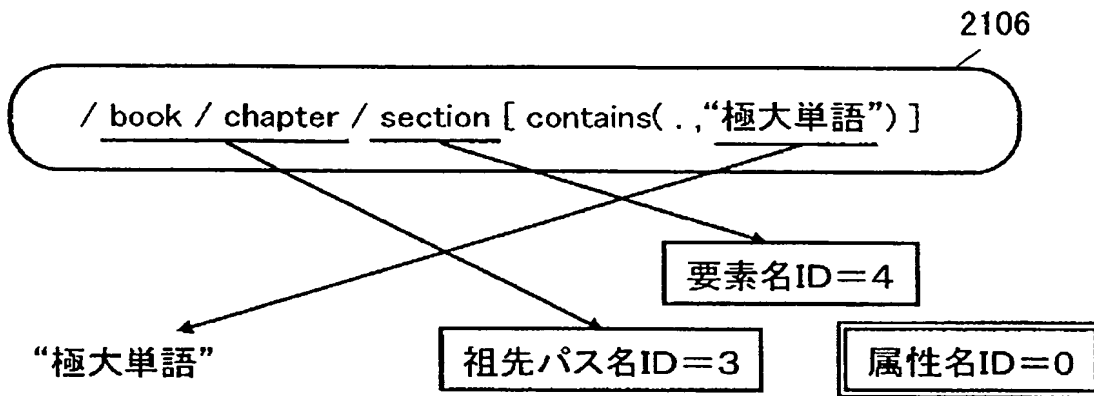 2106
/ book / chapter / section [ contains( . ,“極大単語”) ]
要素名ID＝4
“極大単語”
祖先パス名ID＝3
属性名ID＝0